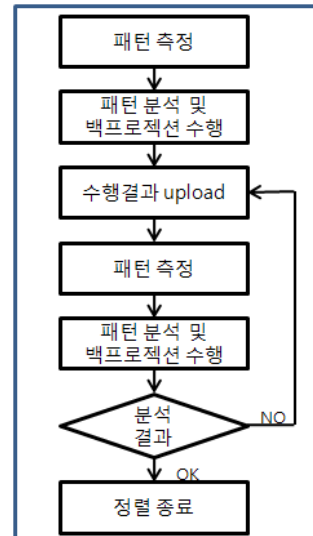 패턴 측정
패턴 분석 및
백프로젝션 수행
수행결과 upload
패턴 측정
패턴 분석 및
백프로젝션 수행
분석
결과
NO
OK
정렬 종료